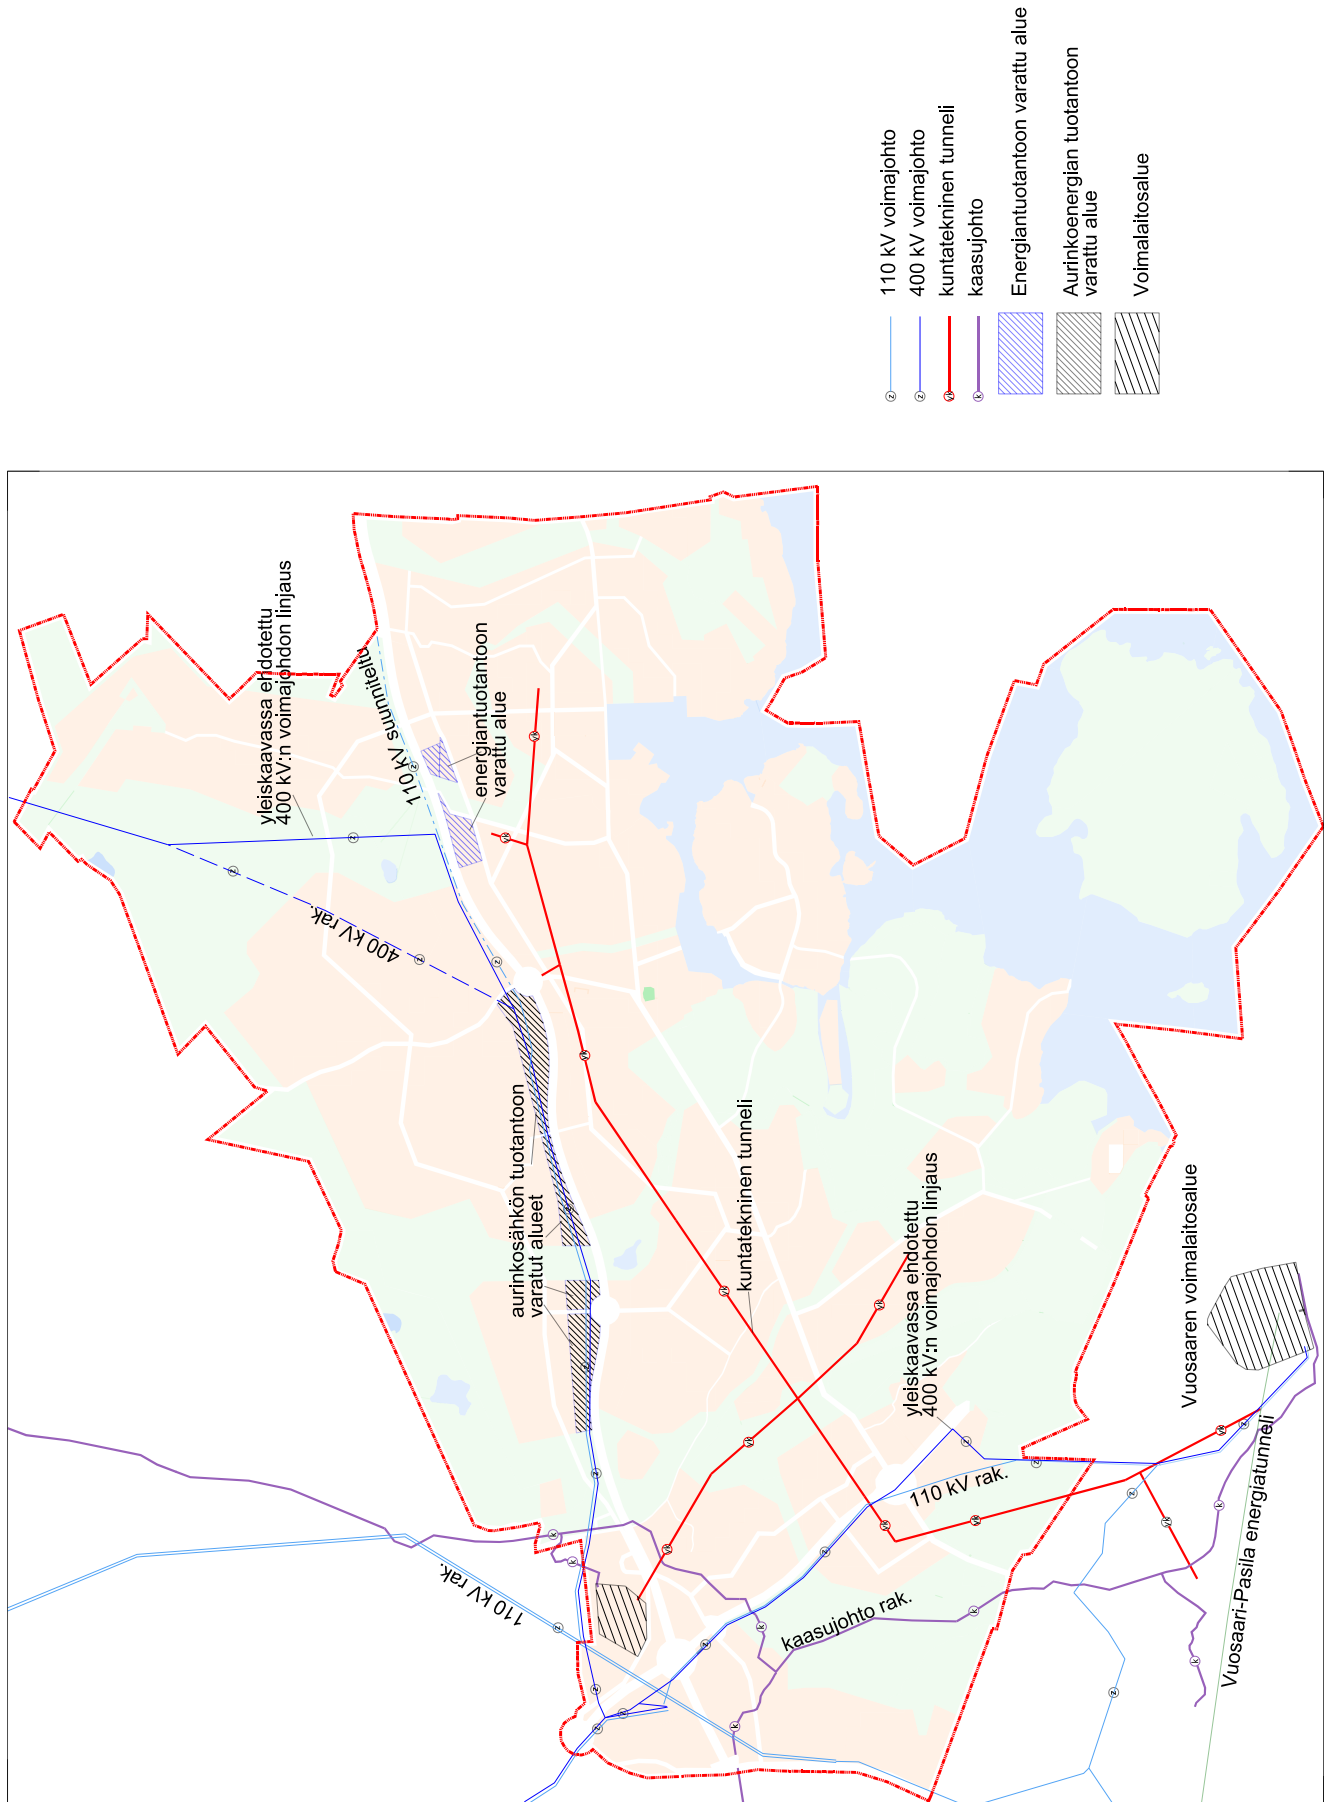 110 kV voimajohto
400 kV voimajohto
kuntatekninen tunneli
kaasujohto
Energiantuotantoon varattu alue
Aurinkoenergian tuotantoon
varattu alue
Voimalaitosalue
z
z
vk
k
yleiskaavassa ehdotettu
400 kV:n voimajohdon linjaus
110 kV suunniteltu
energiantuotantoon
varattu alue
400 kV rak.
aurinkosähkön tuotantoon
varatut alueet
kuntatekninen tunneli
yleiskaavassa ehdotettu
400 kV:n voimajohdon linjaus
Vuosaaren voimalaitosalue
110 kV rak.
110 kV rak.
kaasujohto rak.
Vuosaari-Pasila energiatunneli